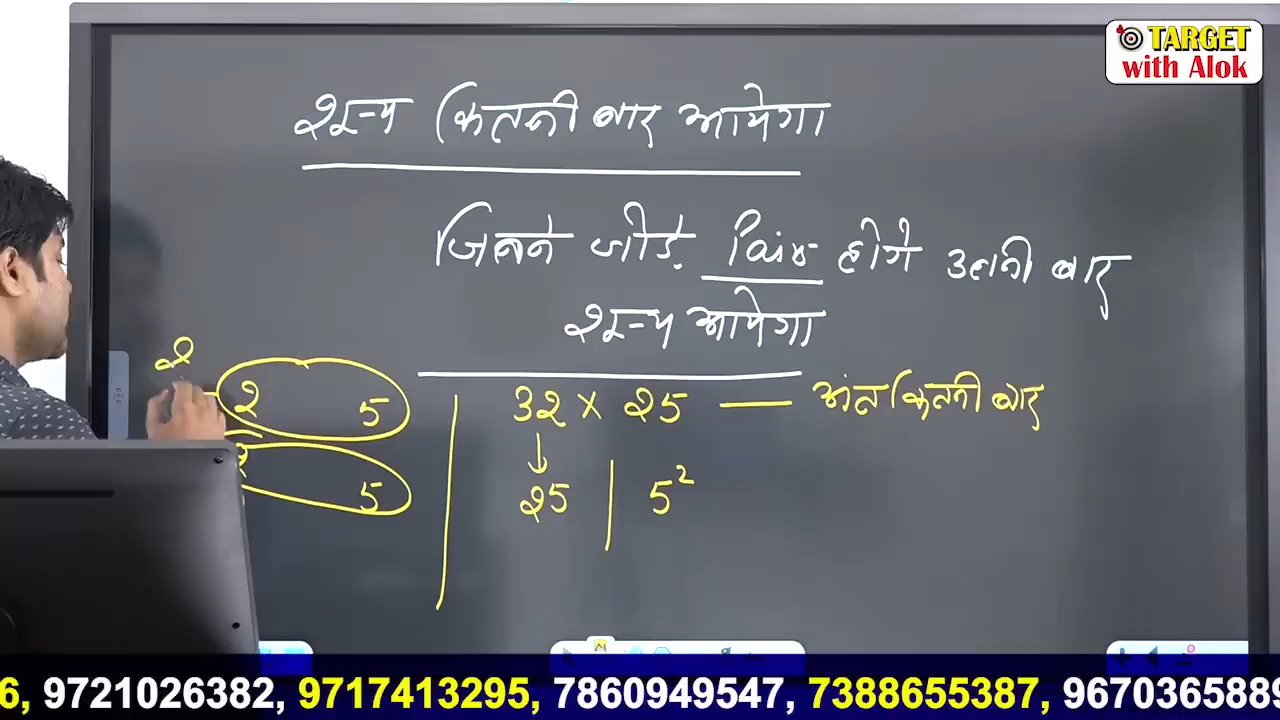 TARGET
with Alok
शून्य कितनी बार आयेगा
जितने जोड़े Pair होगे उतनी बार
शून्य आयेगा
32 × 25 — अंत कितनी बार
2 5
5
25 | 5²
6, 9721026382, 9717413295, 7860949547, 7388655387, 9670365889